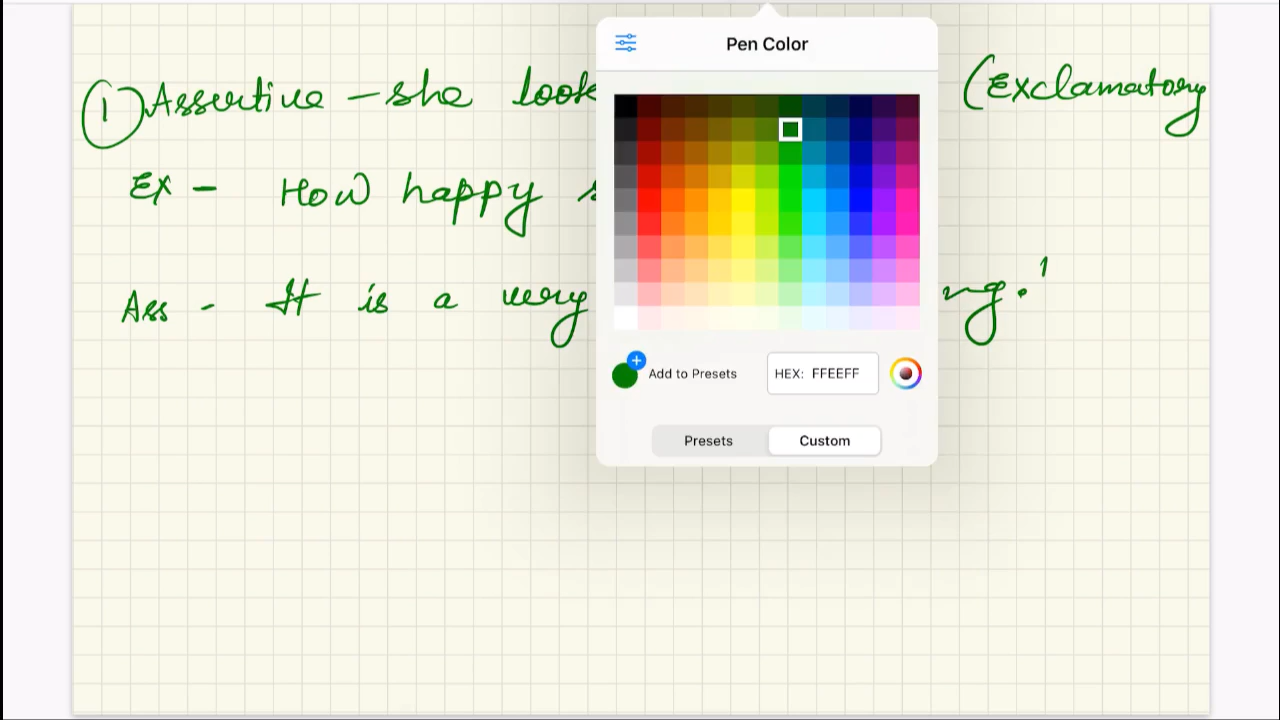 Pen Color
① Assertive – she look (Exclamatory
Ex – How happy s
Ass - It is a very ng.'
Add to Presets HEX: FFEEFF
Presets Custom